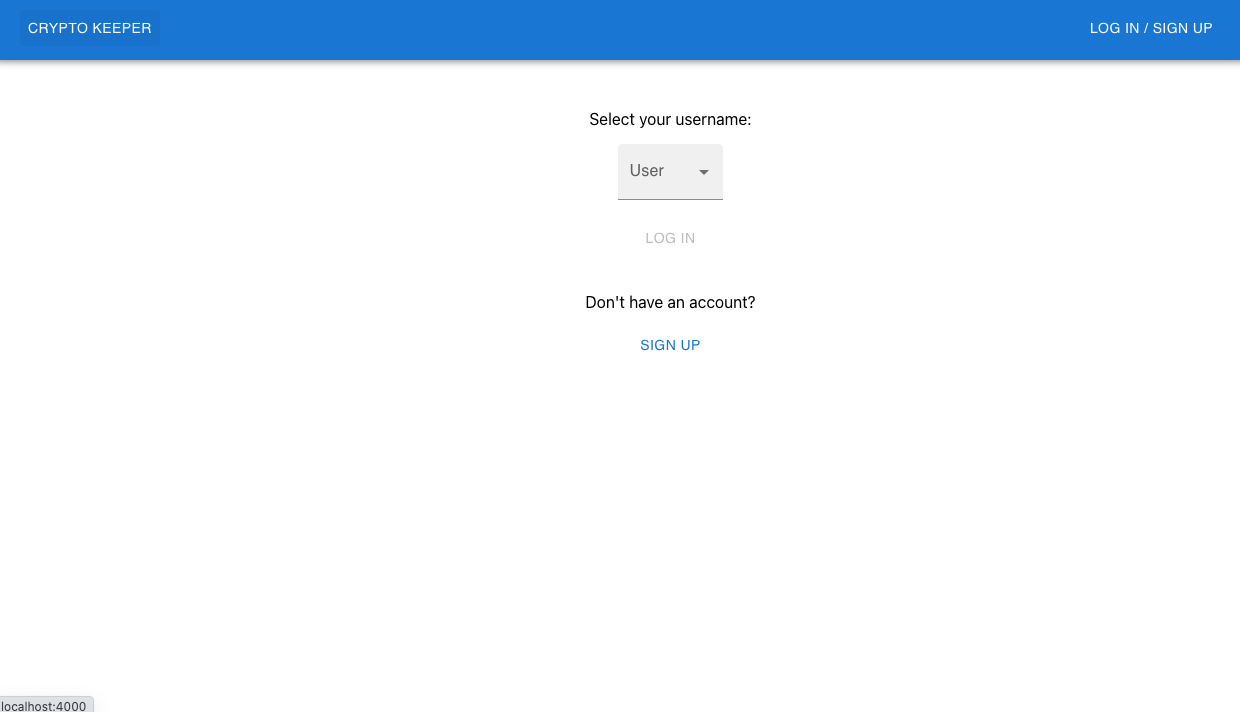 CRYPTO KEEPER
LOG IN / SIGN UP
Select your username:
User
LOG IN
Don't have an account?
SIGN UP
localhost:4000